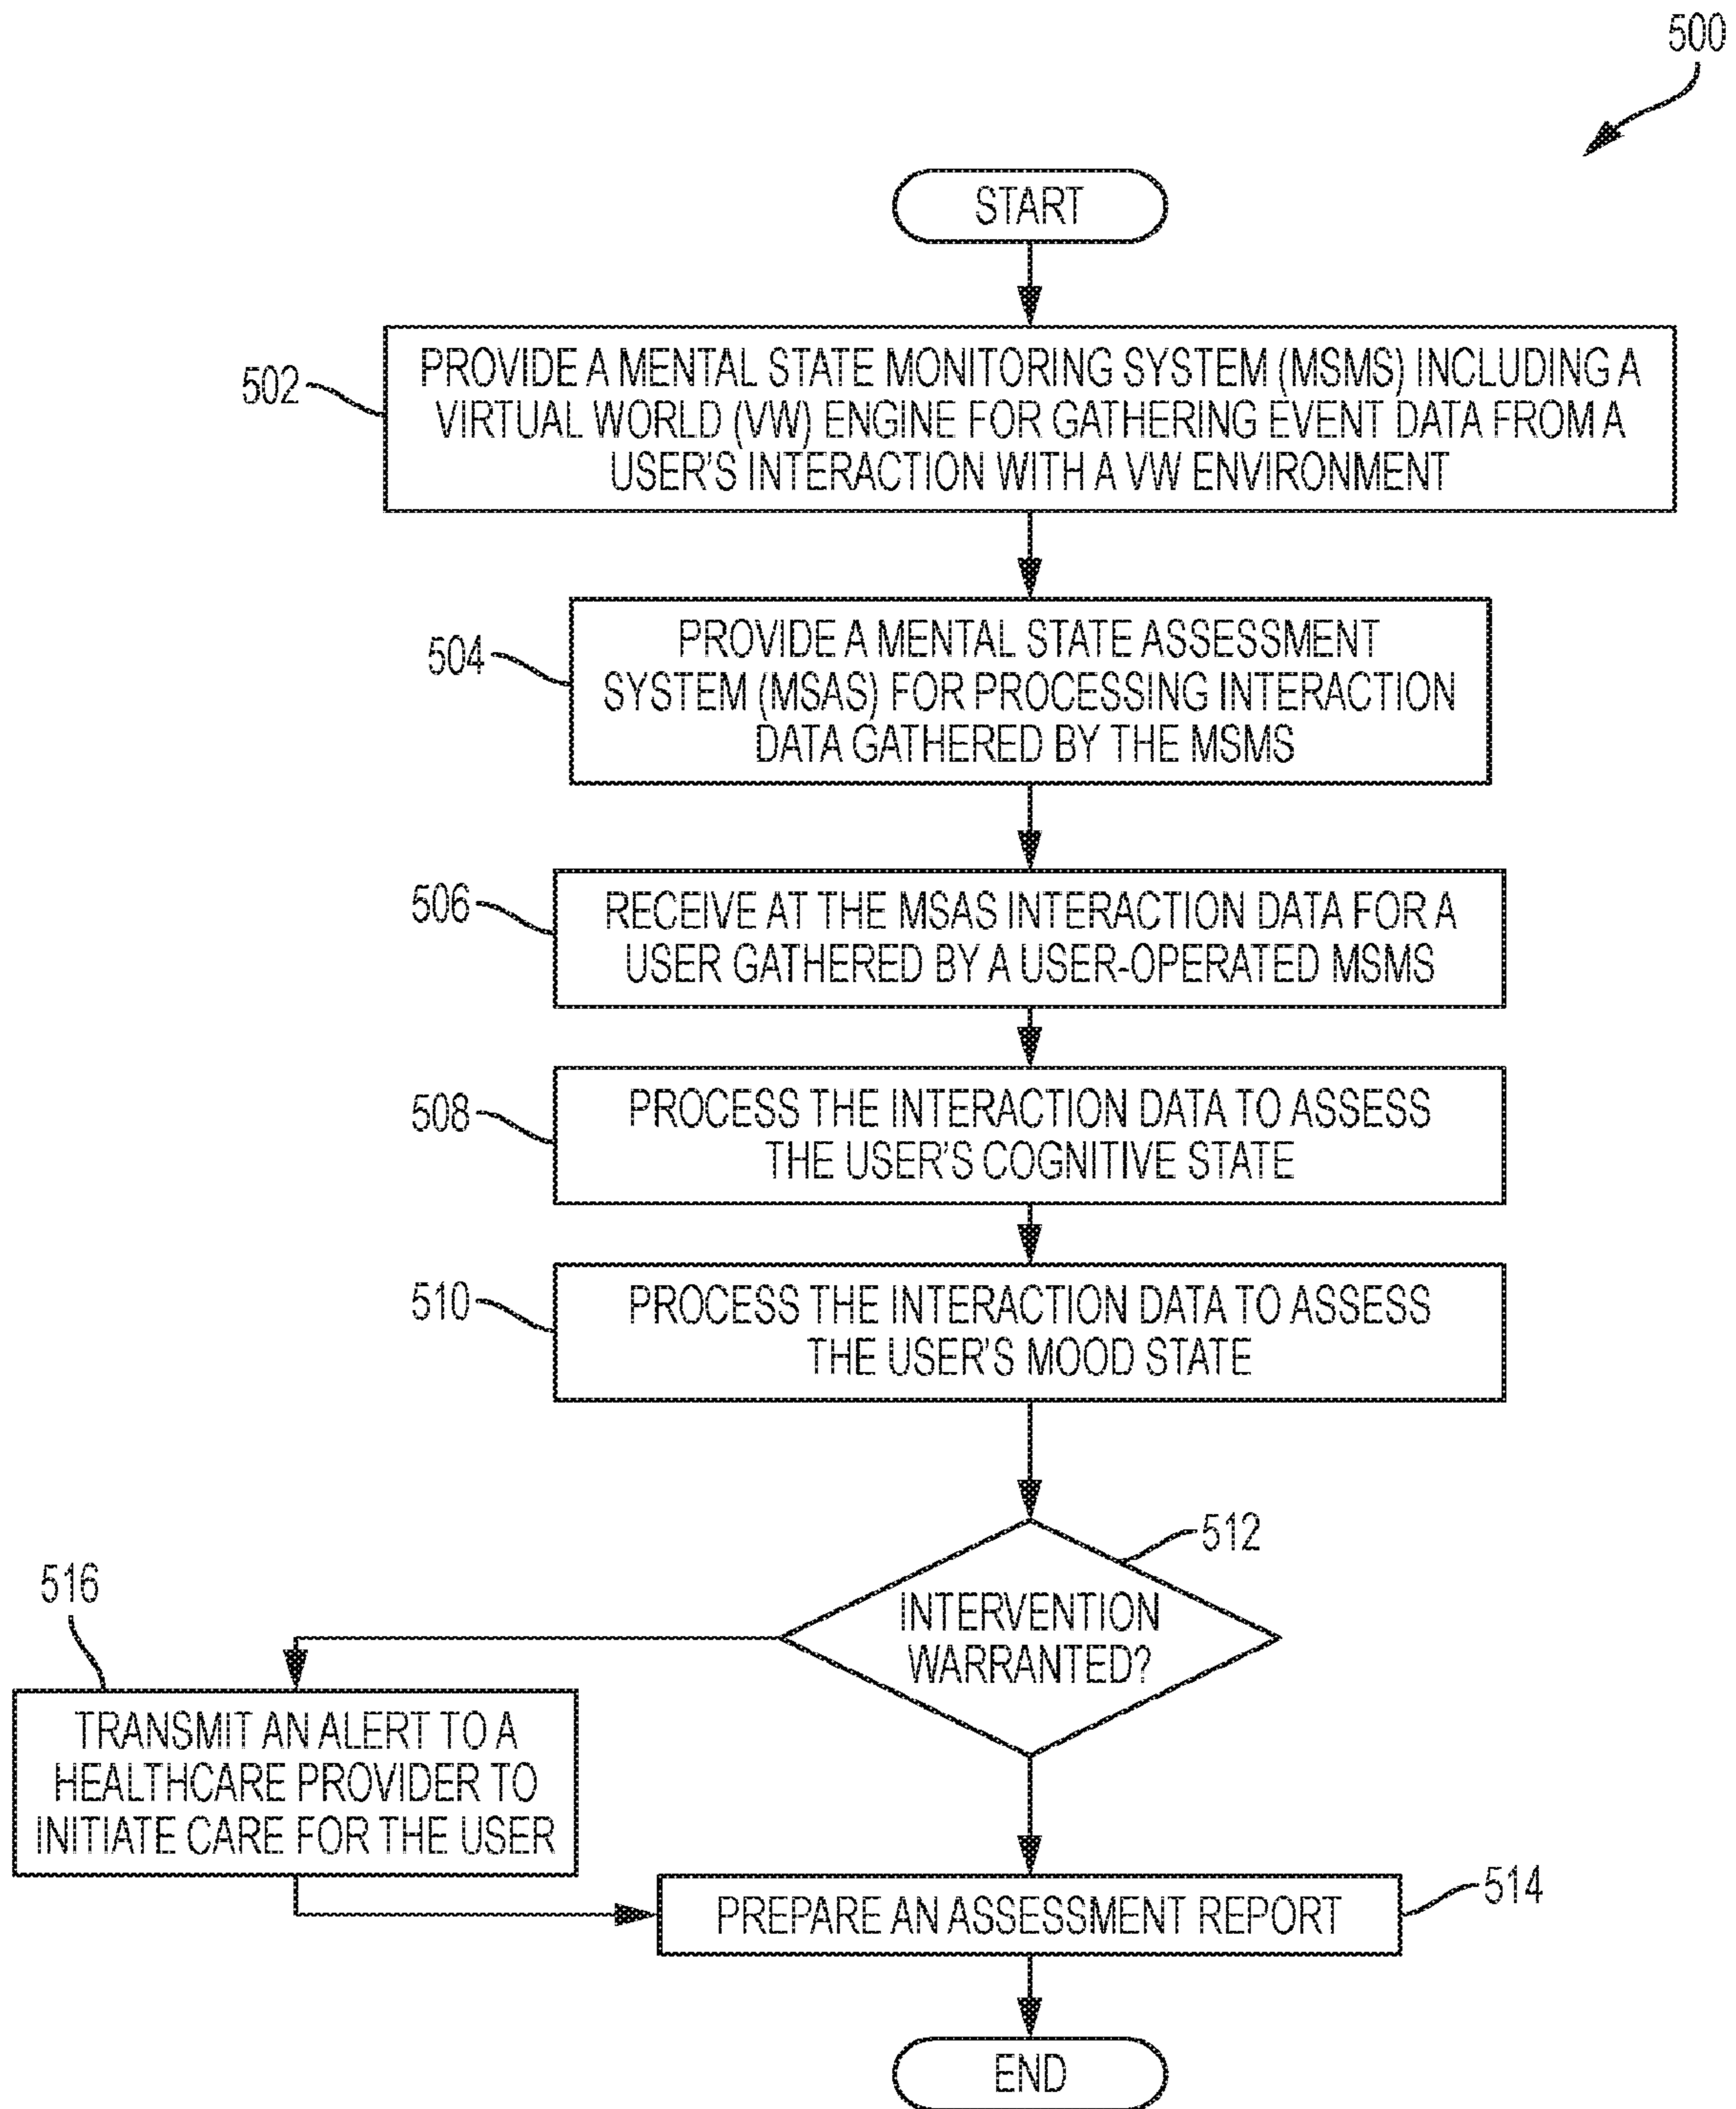 500
START
502
PROVIDE A MENTAL STATE MONITORING SYSTEM (MSMS) INCLUDING A
VIRTUAL WORLD (VW) ENGINE FOR GATHERING EVENT DATA FROM A
USER'S INTERACTION WITH A VW ENVIRONMENT
504
PROVIDE A MENTAL STATE ASSESSMENT
SYSTEM (MSAS) FOR PROCESSING INTERACTION
DATA GATHERED BY THE MSMS
506
RECEIVE AT THE MSAS INTERACTION DATA FOR A
USER GATHERED BY A USER-OPERATED MSMS
508
PROCESS THE INTERACTION DATA TO ASSESS
THE USER'S COGNITIVE STATE
510
PROCESS THE INTERACTION DATA TO ASSESS
THE USER'S MOOD STATE
512
INTERVENTION
WARRANTED?
516
TRANSMIT AN ALERT TO A
HEALTHCARE PROVIDER TO
INITIATE CARE FOR THE USER
514
PREPARE AN ASSESSMENT REPORT
END